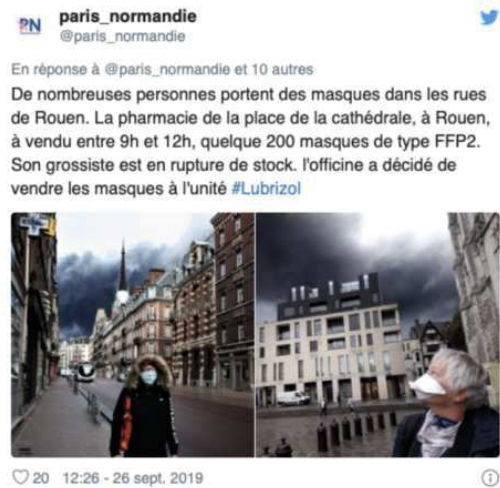 paris_normandie
PN
@paris_normandie
En réponse à @paris_normandie et 10 autres
De nombreuses personnes portent des masques dans les rues
de Rouen. La pharmacie de la place de la cathédrale, à Rouen,
à vendu entre 9h et 12h, quelque 200 masques de type FFP2.
Son grossiste est en rupture de stock. l'officine a décidé de
vendre les masques à l'unité #Lubrizol
20 12:26 - 26 sept. 2019